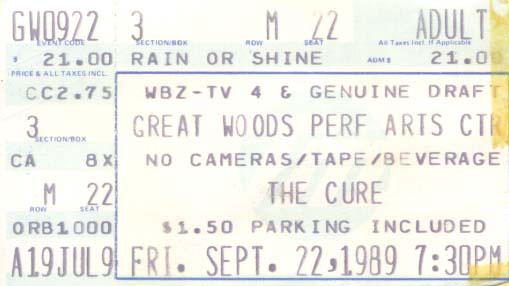 GW0922 3 M 22 ADULT
EVENT CODE SECTION/BOX ROW SEAT All Taxes Incl. If Applicable
$ 21.00 RAIN OR SHINE ADM$ 21.00
PRICE & ALL TAXES INCL.
CC2.75 WBZ-TV 4 & GENUINE DRAFT
3 GREAT WOODS PERF ARTS CTR
SECTION/BOX
CA 8X NO CAMERAS/TAPE/BEVERAGE
M 22 THE CURE
ROW SEAT
ORB1000 $1.50 PARKING INCLUDED
A19JUL9 FRI. SEPT. 22,1989 7:30PM